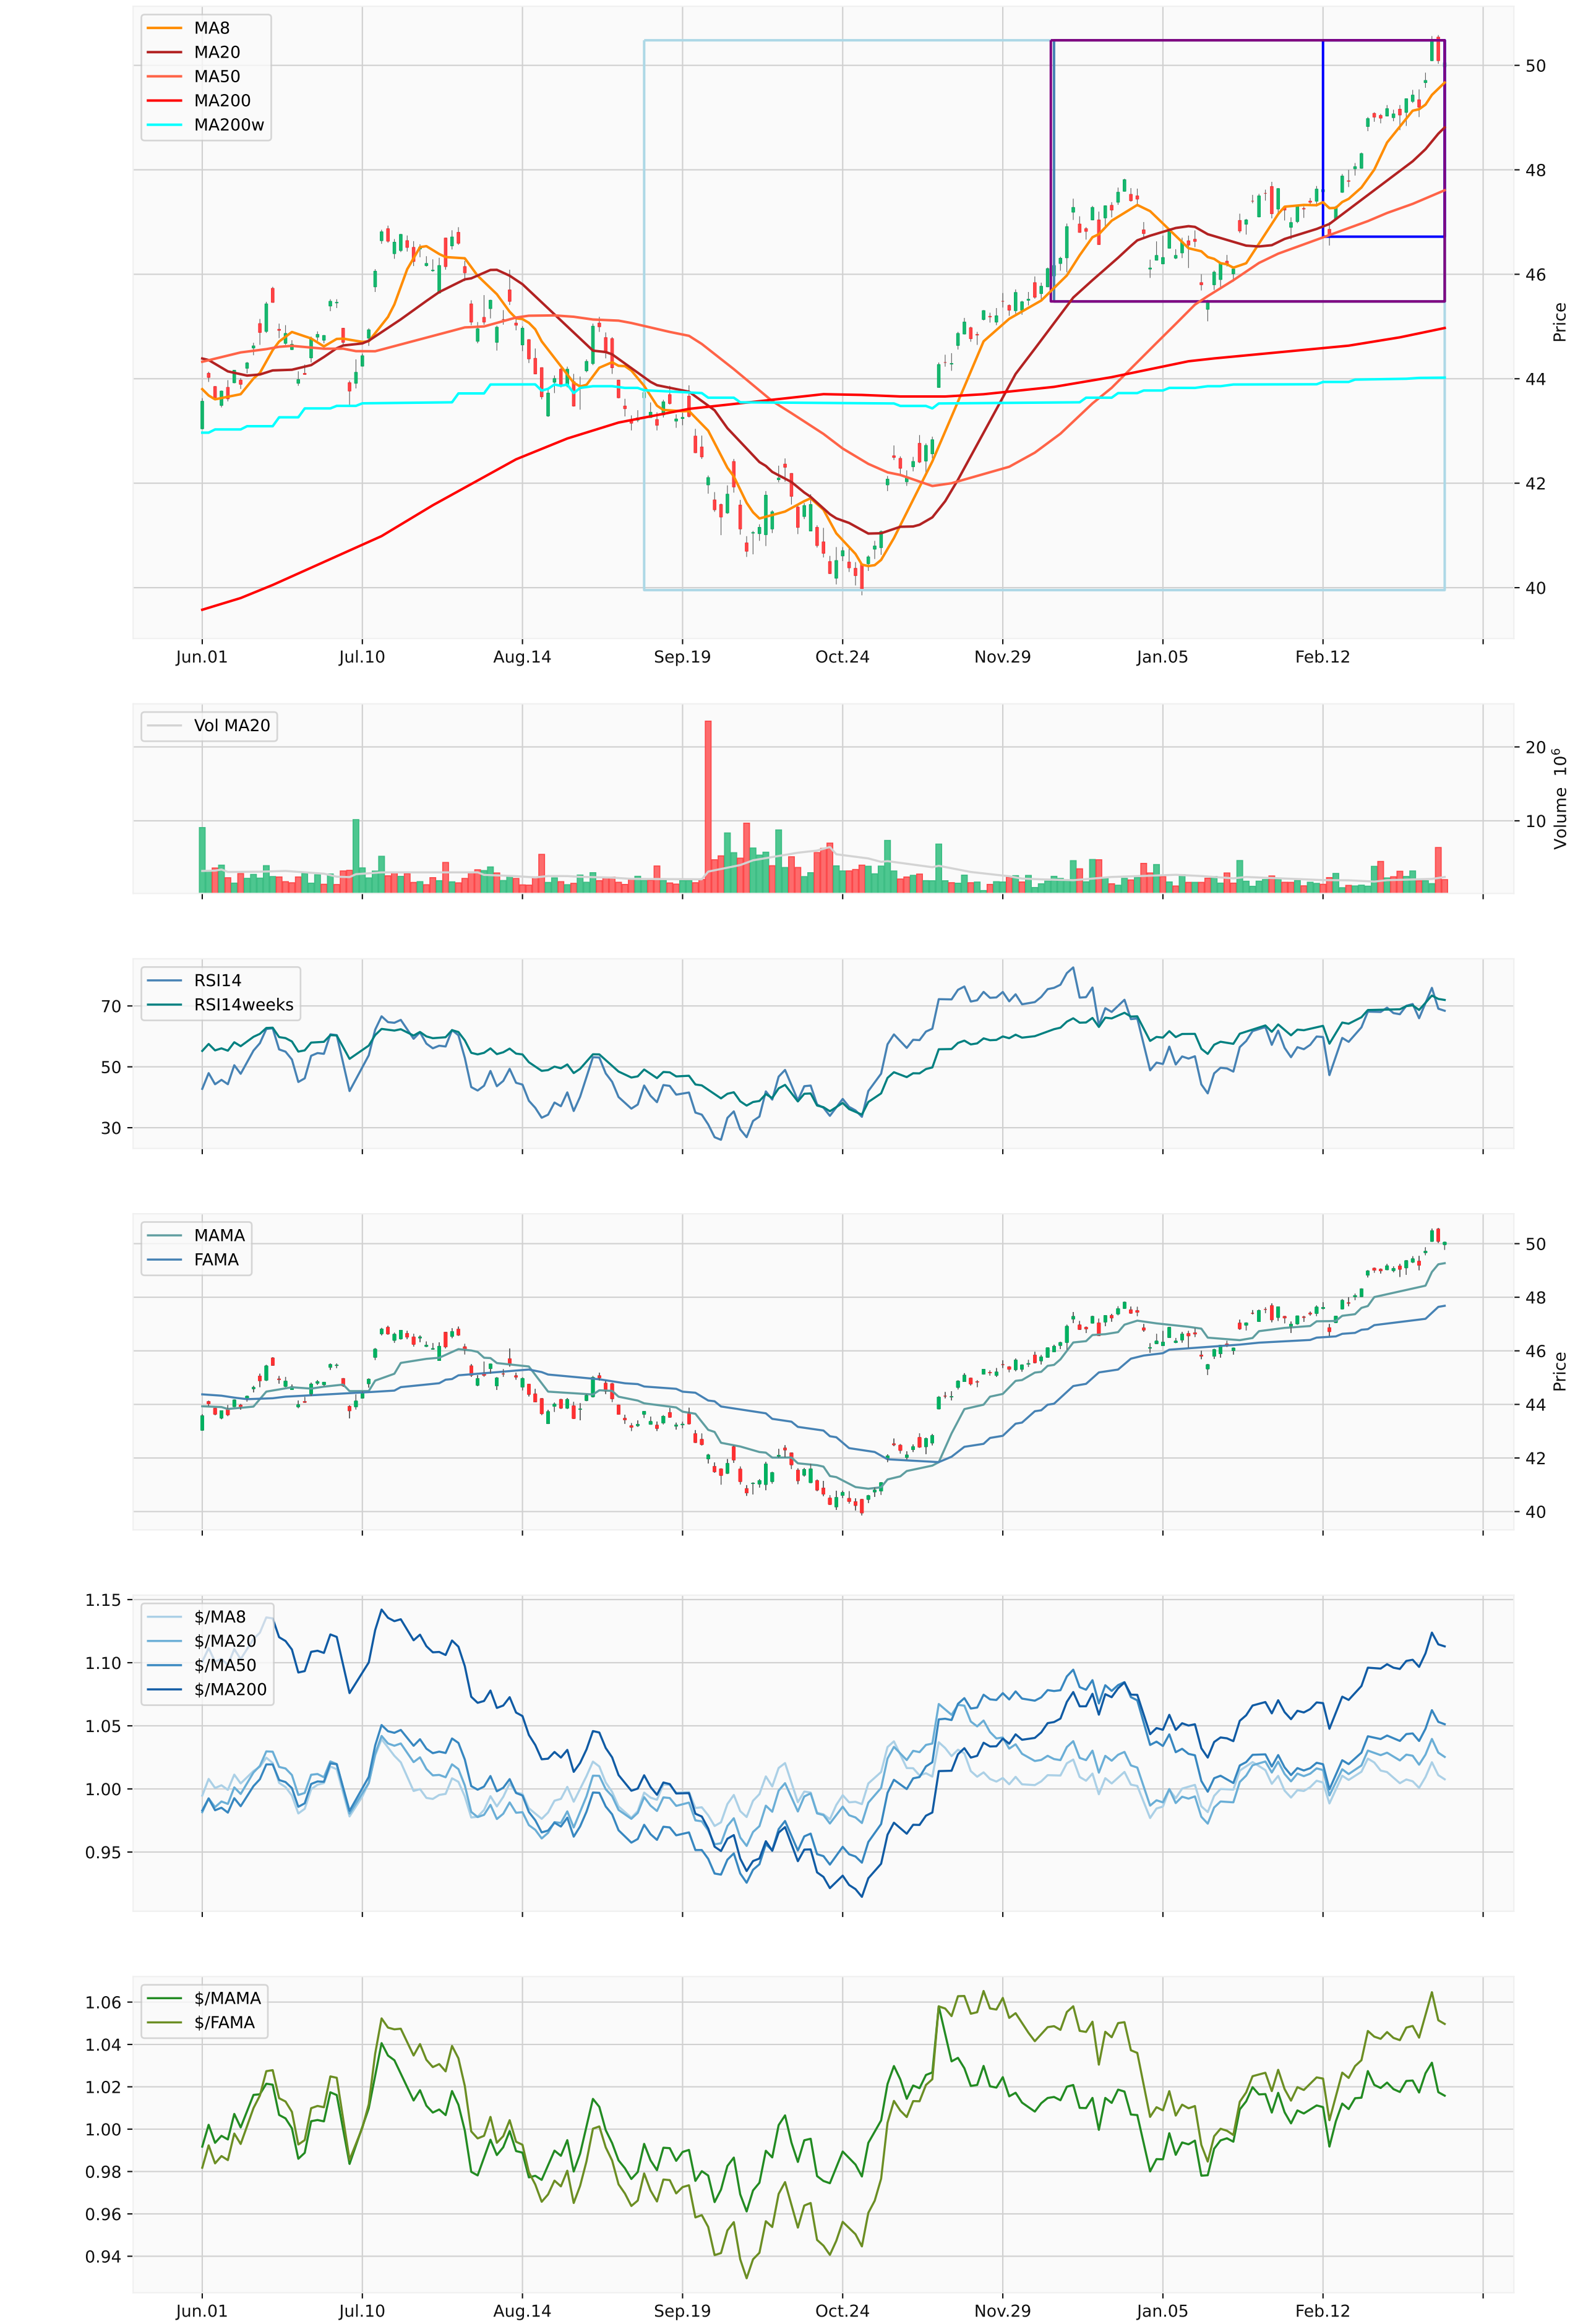 MA8
MA20
MA50
MA200
MA200w
50
48
46
44
42
40
Price
Jun.01 Jul.10 Aug.14 Sep.19 Oct.24 Nov.29 Jan.05 Feb.12
Vol MA20
20
10
Volume 10⁶
RSI14
RSI14weeks
70
50
30
MAMA
FAMA
50
48
46
44
42
40
Price
1.15
1.10
1.05
1.00
0.95
$/MA8
$/MA20
$/MA50
$/MA200
1.06
1.04
1.02
1.00
0.98
0.96
0.94
$/MAMA
$/FAMA
Jun.01 Jul.10 Aug.14 Sep.19 Oct.24 Nov.29 Jan.05 Feb.12